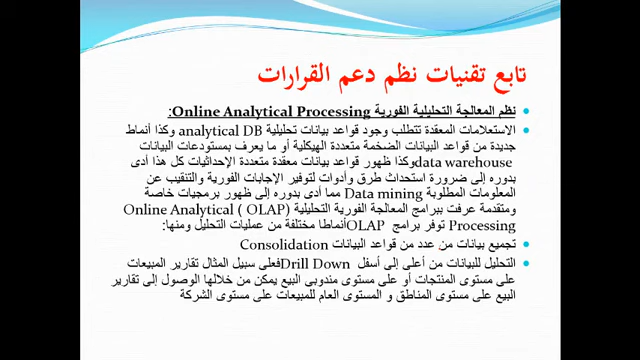 تابع تقنيات نظم دعم القرارات
نظم المعالجة التحليلية الفورية Online Analytical Processing:
الاستعلامات المعقدة تتطلب وجود قواعد بيانات تحليلية analytical DB وكذا أنماط
جديدة من قواعد البيانات الضخمة متعددة الهيكلية أو ما يعرف بمستودعات البيانات
data warehouse وكذا ظهور قواعد بيانات معقدة متعددة الإحداثيات كل هذا أدى
بدوره إلى ضرورة استحداث طرق وأدوات لتوفير الإجابات الفورية والتنقيب عن
المعلومات المطلوبة Data mining مما أدى بدوره إلى ظهور برمجيات خاصة
ومتقدمة عرفت ببرامج المعالجة الفورية التحليلية (OLAP ) Online Analytical
Processing توفر برامج OLAP أنماطا مختلفة من عمليات التحليل ومنها:
تجميع بيانات من عدد من قواعد البيانات Consolidation
التحليل للبيانات من أعلى إلى أسفل Drill Down فعلى سبيل المثال تقارير المبيعات
على مستوى المنتجات أو على مستوى مندوبى البيع يمكن من خلالها الوصول إلى تقارير
البيع على مستوى المناطق و المستوى العام للمبيعات على مستوى الشركة